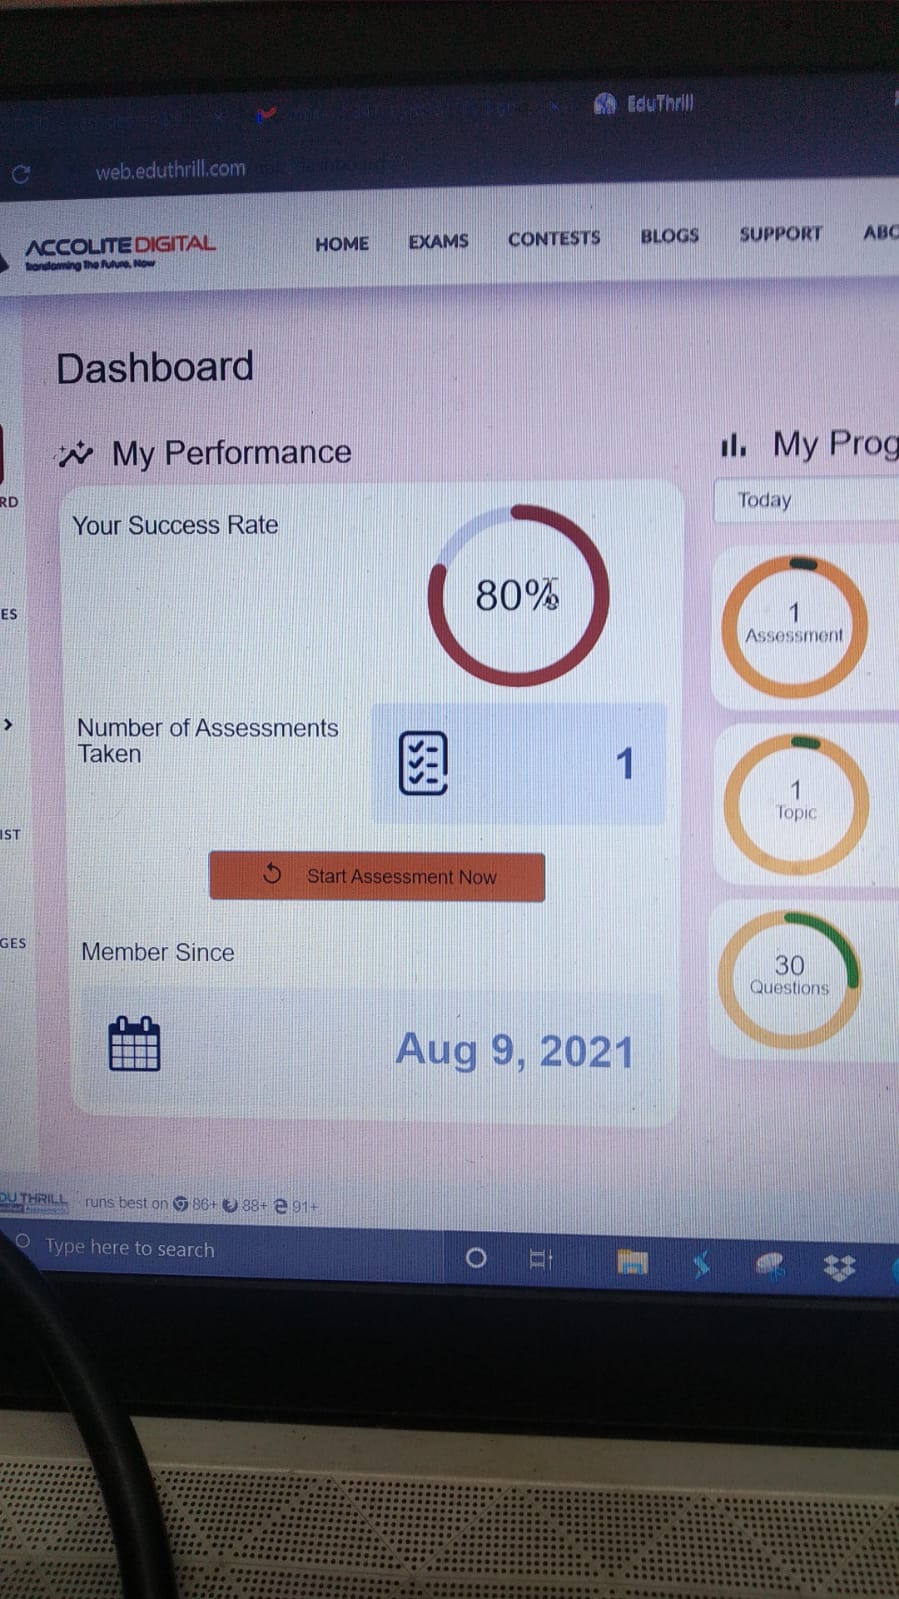 EduThrill
web.eduthrill.com
ACCOLITE DIGITAL
Transforming The Future, Now
HOME EXAMS CONTESTS BLOGS SUPPORT ABO
Dashboard
My Performance
My Prog
RD
Your Success Rate
Today
80%
ES
1
Assessment
Number of Assessments
Taken
1
1
Topic
IST
Start Assessment Now
GES
Member Since
30
Questions
Aug 9, 2021
DU THRILL runs best on 86+ 88+ 91+
Type here to search